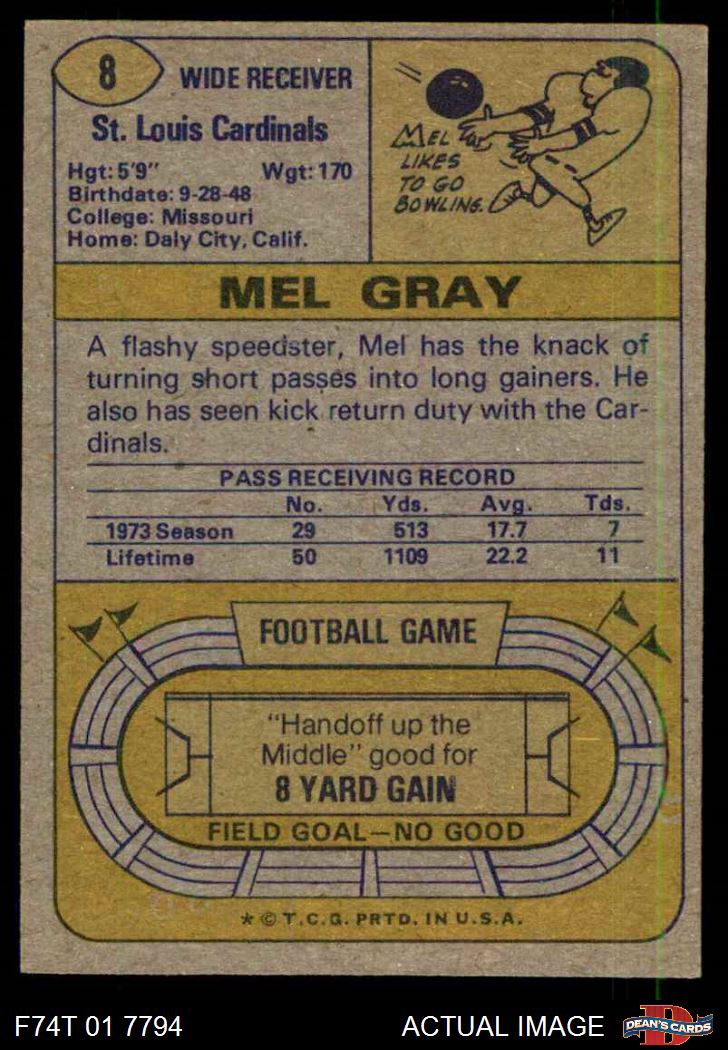 8
WIDE RECEIVER
St. Louis Cardinals
Hgt: 5'9" Wgt: 170
Birthdate: 9-28-48
College: Missouri
Home: Daly City, Calif.
MEL
LIKES
TO GO
BOWLING.
MEL GRAY
A flashy speedster, Mel has the knack of
turning short passes into long gainers. He
also has seen kick return duty with the Car-
dinals.
PASS RECEIVING RECORD
No. Yds. Avg. Tds.
1973 Season 29 513 17.7 7
Lifetime 50 1109 22.2 11
FOOTBALL GAME
"Handoff up the
Middle" good for
8 YARD GAIN
FIELD GOAL—NO GOOD
* © T.C.G. PRTD. IN U.S.A.
F74T 01 7794 ACTUAL IMAGE
D
DEAN'S CARDS